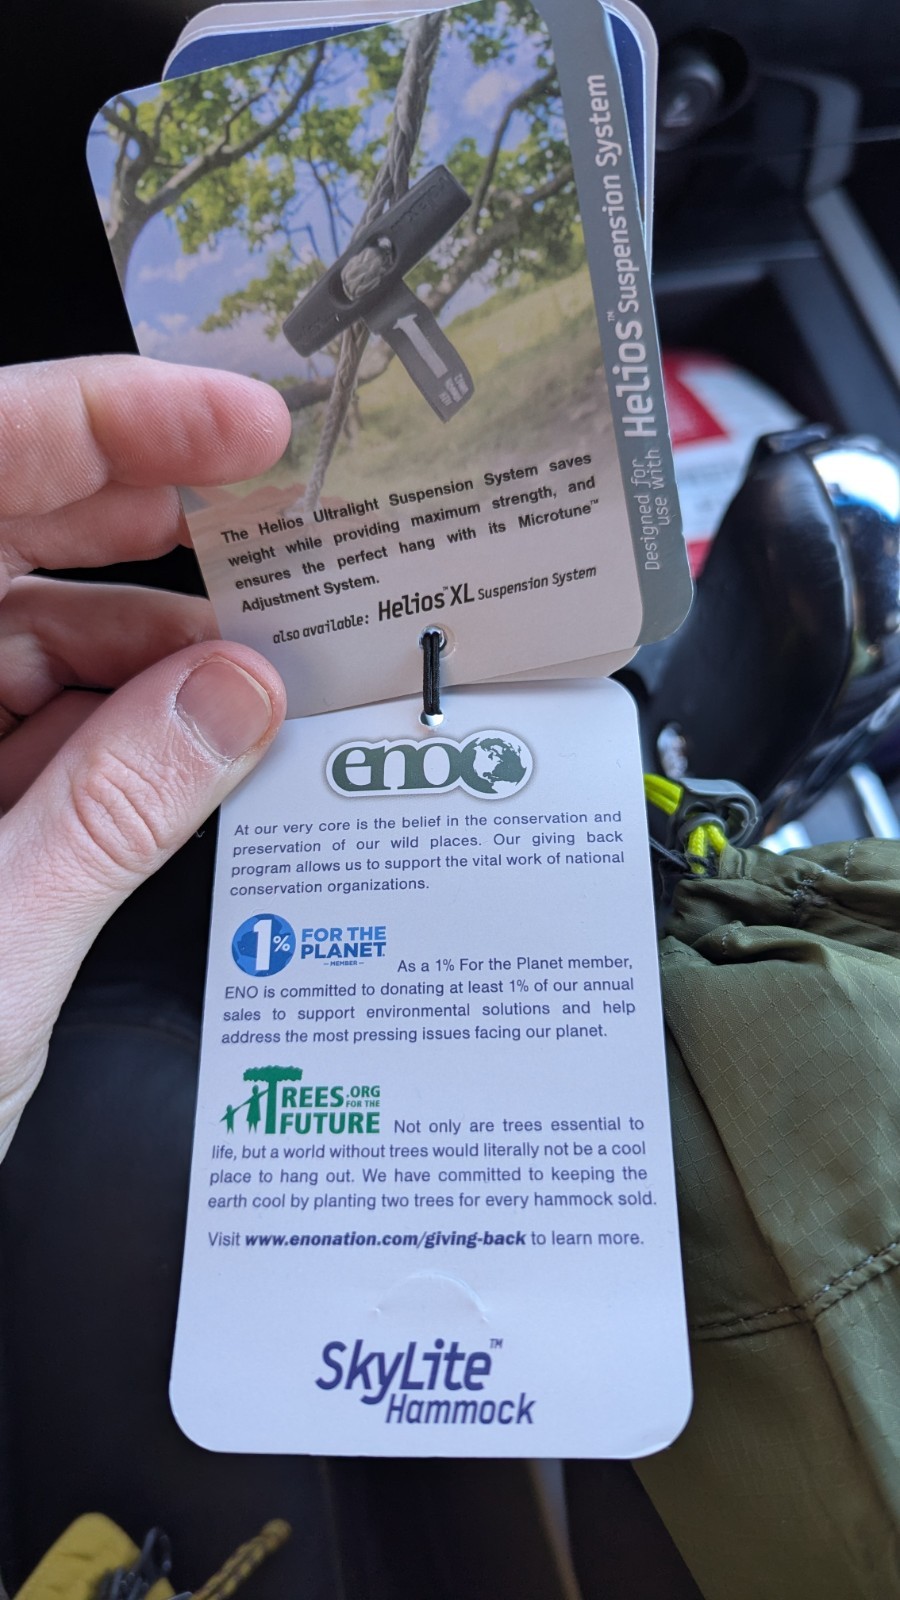 The Helios Ultralight Suspension System saves
weight while providing maximum strength, and
ensures the perfect hang with its Microtune™
Adjustment System.
also available: Helios™XL Suspension System
Designed for
use with Helios™ Suspension System
eno
At our very core is the belief in the conservation and
preservation of our wild places. Our giving back
program allows us to support the vital work of national
conservation organizations.
1% FOR THE
PLANET
– MEMBER –
As a 1% For the Planet member,
ENO is committed to donating at least 1% of our annual
sales to support environmental solutions and help
address the most pressing issues facing our planet.
TREES.ORG
FOR THE
FUTURE
Not only are trees essential to
life, but a world without trees would literally not be a cool
place to hang out. We have committed to keeping the
earth cool by planting two trees for every hammock sold.
Visit www.enonation.com/giving-back to learn more.
SkyLite™
Hammock